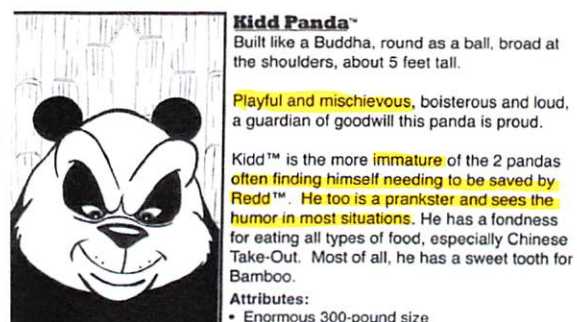 Kidd Panda™
Built like a Buddha, round as a ball, broad at
the shoulders, about 5 feet tall.
Playful and mischievous, boisterous and loud,
a guardian of goodwill this panda is proud.
Kidd™ is the more immature of the 2 pandas
often finding himself needing to be saved by
Redd™. He too is a prankster and sees the
humor in most situations. He has a fondness
for eating all types of food, especially Chinese
Take-Out. Most of all, he has a sweet tooth for
Bamboo.
Attributes:
• Enormous 300-pound size